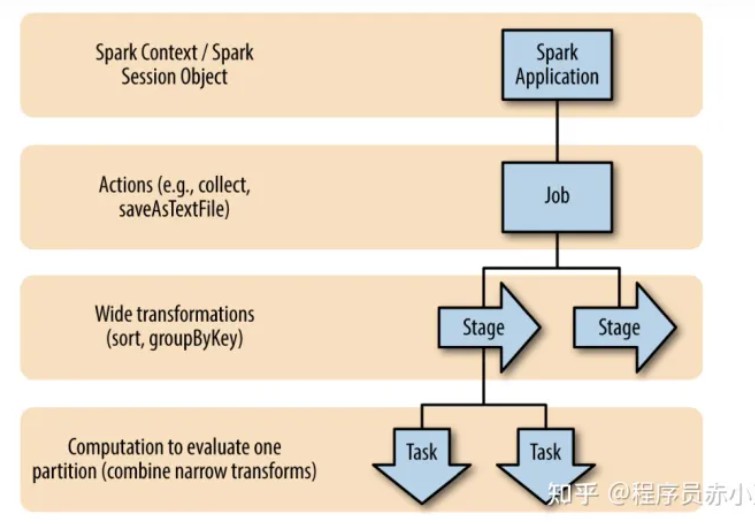 Spark Context / Spark
Session Object
Spark
Application
Actions (e.g., collect,
saveAsTextFile)
Job
Wide transformations
(sort, groupByKey)
Stage
Stage
Computation to evaluate one
partition (combine narrow transforms)
Task
Task
知乎 @程序员赤小